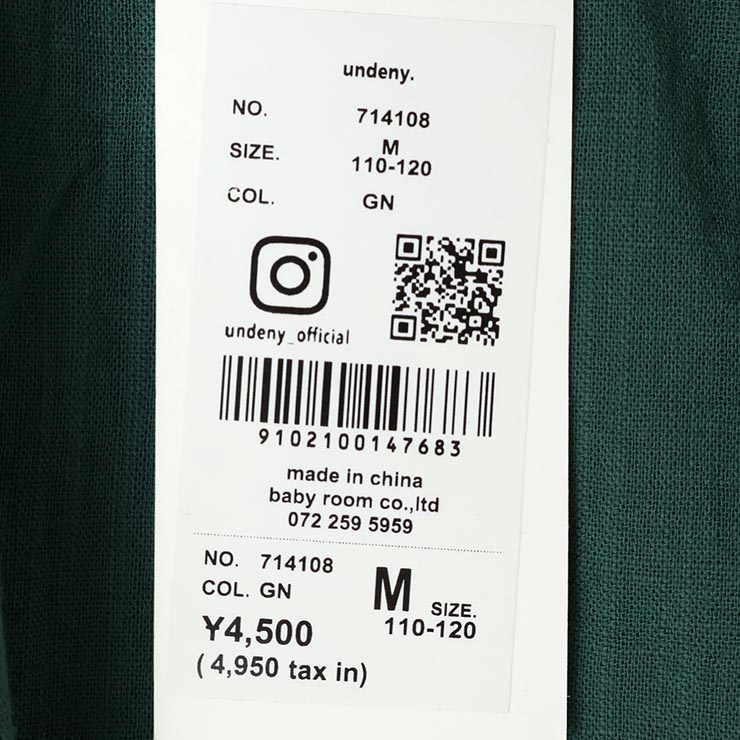 undeny.
NO. 714108
SIZE. M
110-120
COL. GN
undeny_official
9102100147683
made in china
baby room co.,ltd
072 259 5959
NO. 714108
COL. GN
M SIZE.
110-120
¥4,500
( 4,950 tax in)